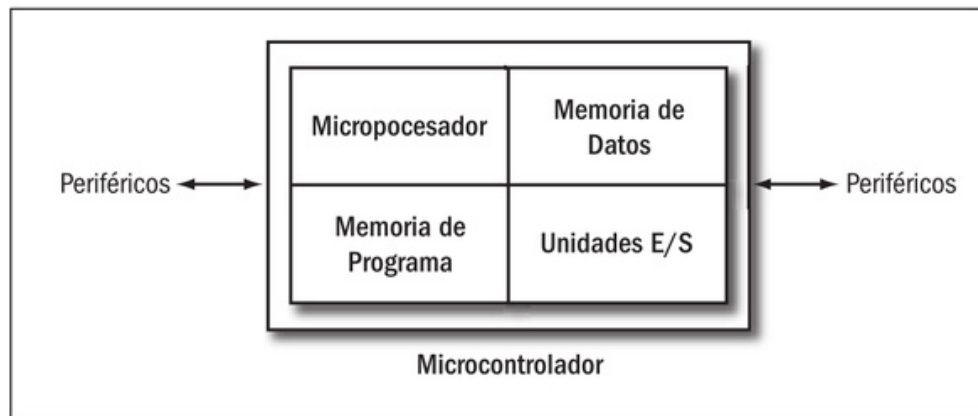 Micropocesador
Memoria de
Datos
Periféricos
Periféricos
Memoria de
Programa
Unidades E/S
Microcontrolador